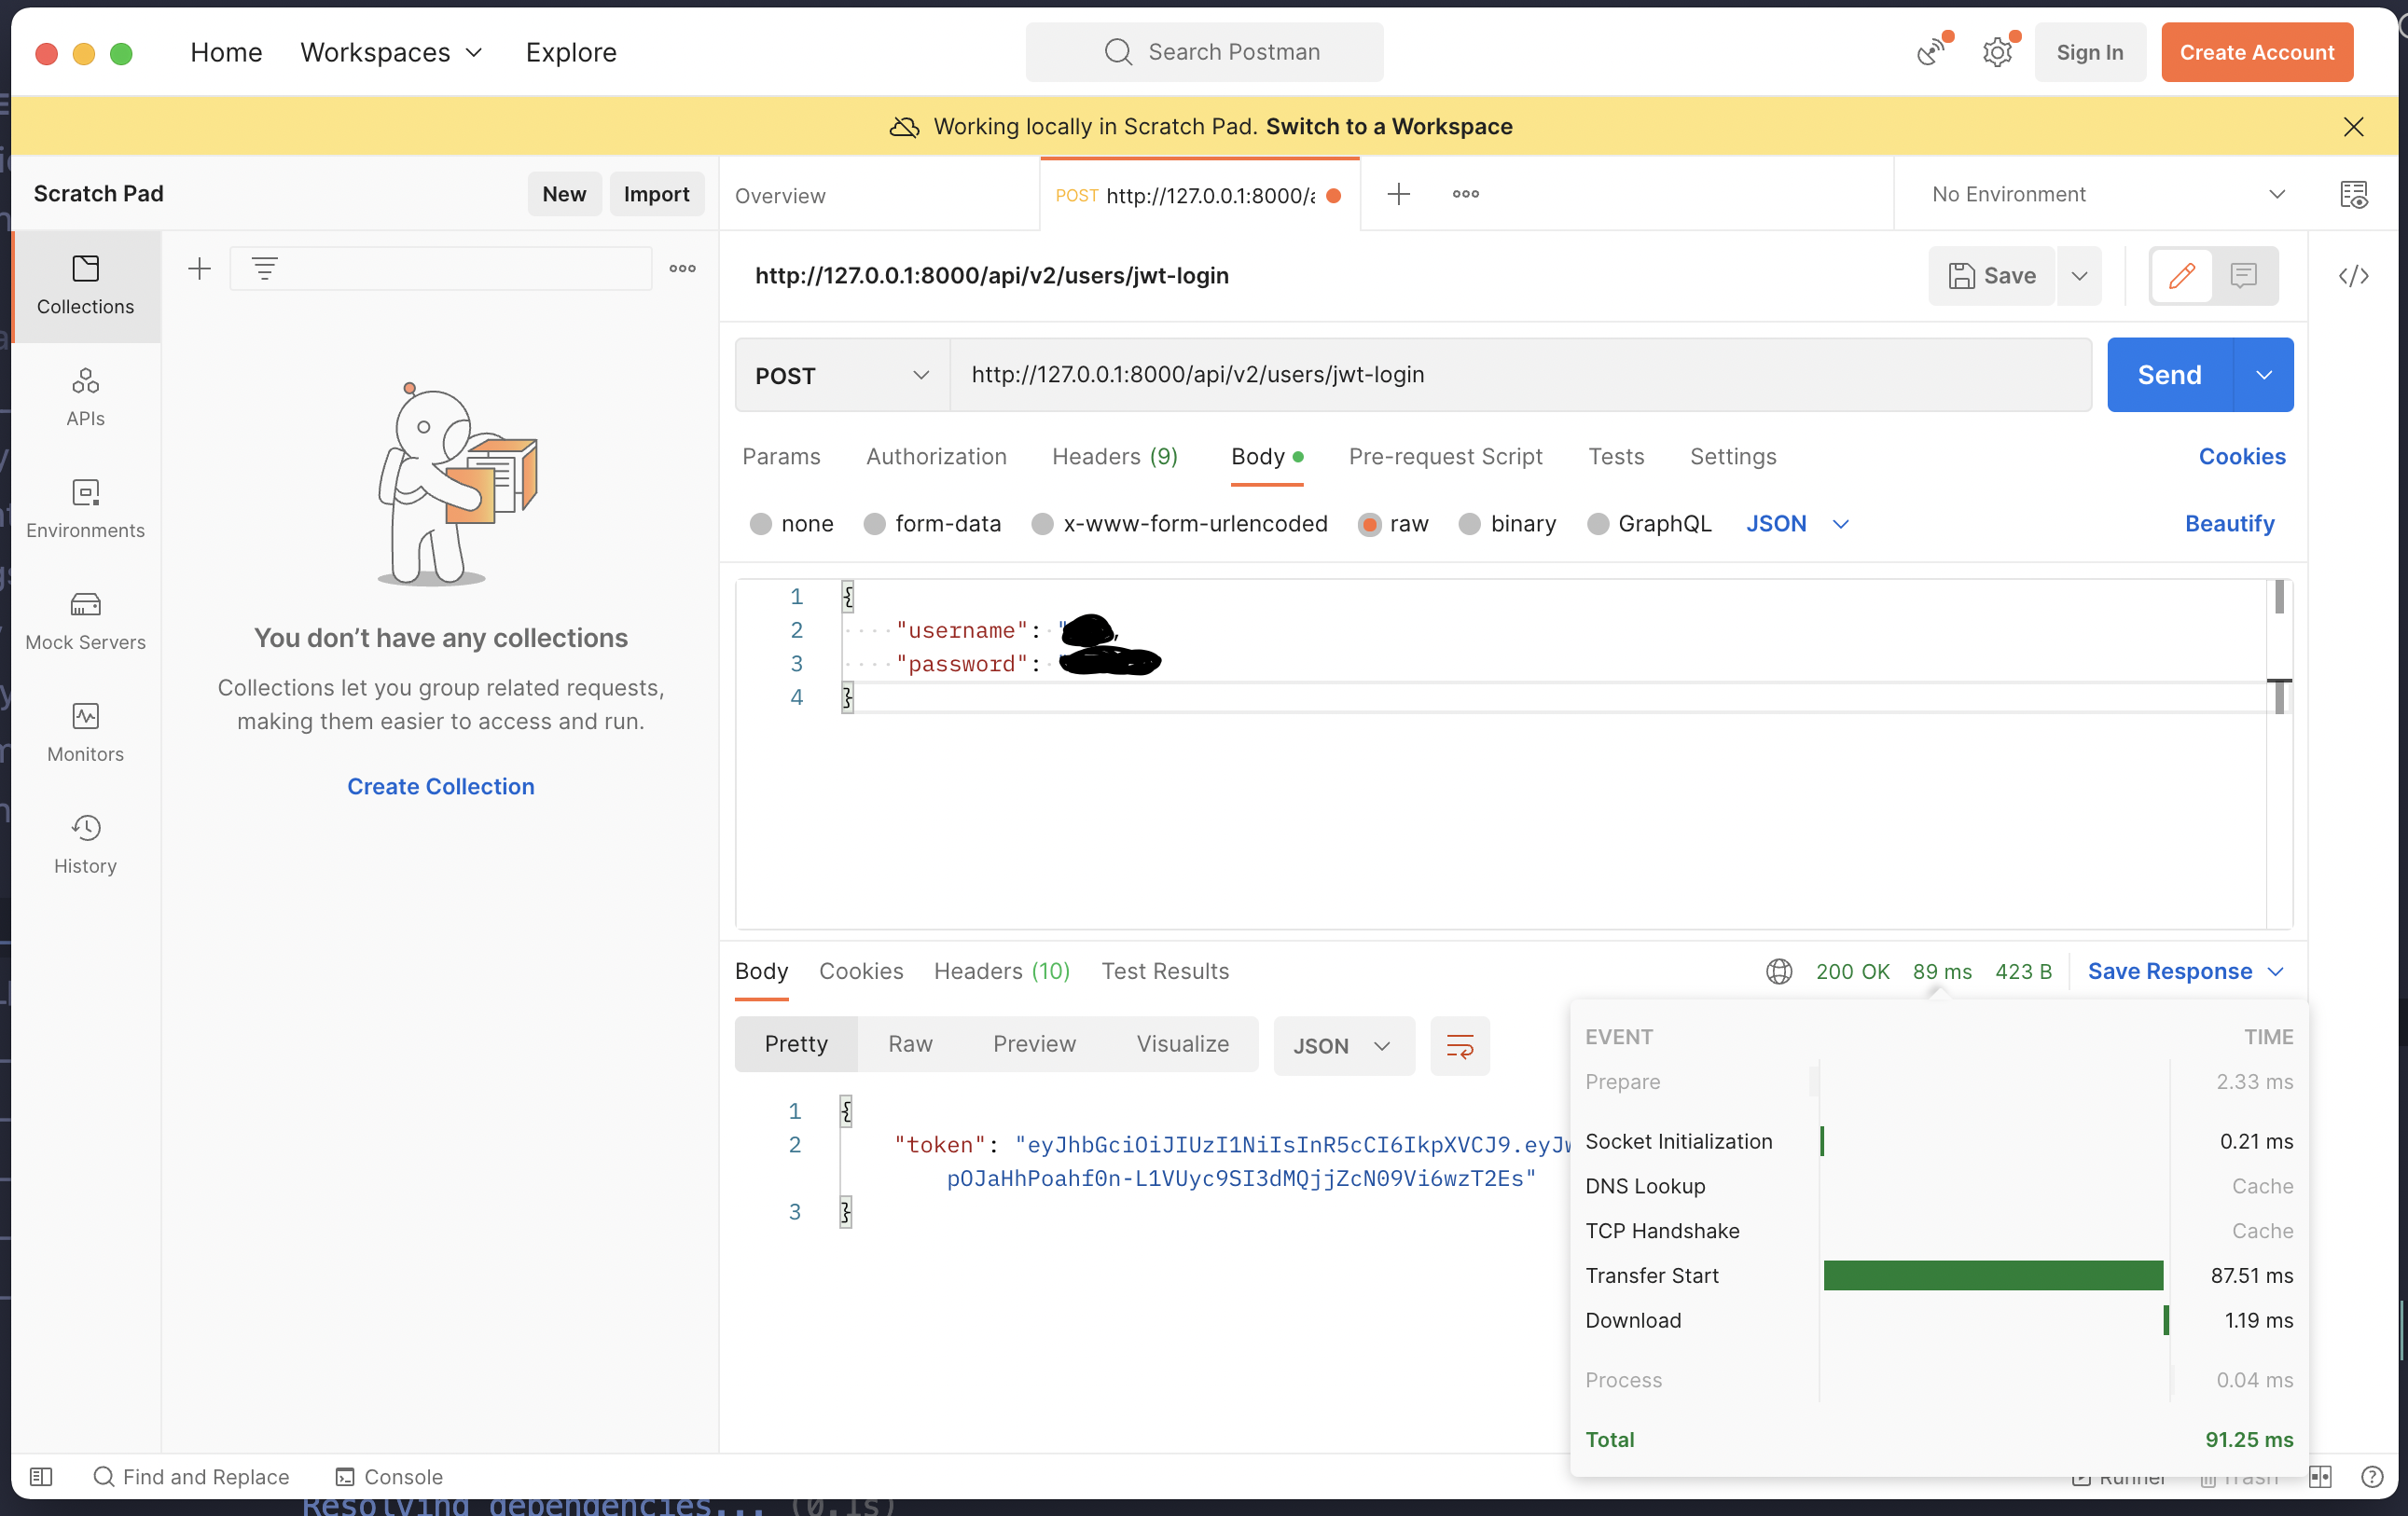 Home Workspaces Explore Search Postman Sign In Create Account
Working locally in Scratch Pad. Switch to a Workspace
Scratch Pad New Import Overview POST http://127.0.0.1:8000/a No Environment
Collections
APIs
Environments
Mock Servers
Monitors
History
You don't have any collections
Collections let you group related requests,
making them easier to access and run.
Create Collection
http://127.0.0.1:8000/api/v2/users/jwt-login Save
POST http://127.0.0.1:8000/api/v2/users/jwt-login Send
Params Authorization Headers (9) Body Pre-request Script Tests Settings Cookies
none form-data x-www-form-urlencoded raw binary GraphQL JSON Beautify
1 {
2 "username": "
3 "password":
4 }
Body Cookies Headers (10) Test Results 200 OK 89 ms 423 B Save Response
Pretty Raw Preview Visualize JSON
1 {
2 "token": "eyJhbGciOiJIUzI1NiIsInR5cCI6IkpXVCJ9.eyJw
pOJaHhPoahf0n-L1VUyc9SI3dMQjjZcN09Vi6wzT2Es"
3 }
EVENT TIME
Prepare 2.33 ms
Socket Initialization 0.21 ms
DNS Lookup Cache
TCP Handshake Cache
Transfer Start 87.51 ms
Download 1.19 ms
Process 0.04 ms
Total 91.25 ms
Find and Replace Console Runner Trash
Resolving dependencies... (0.1s)